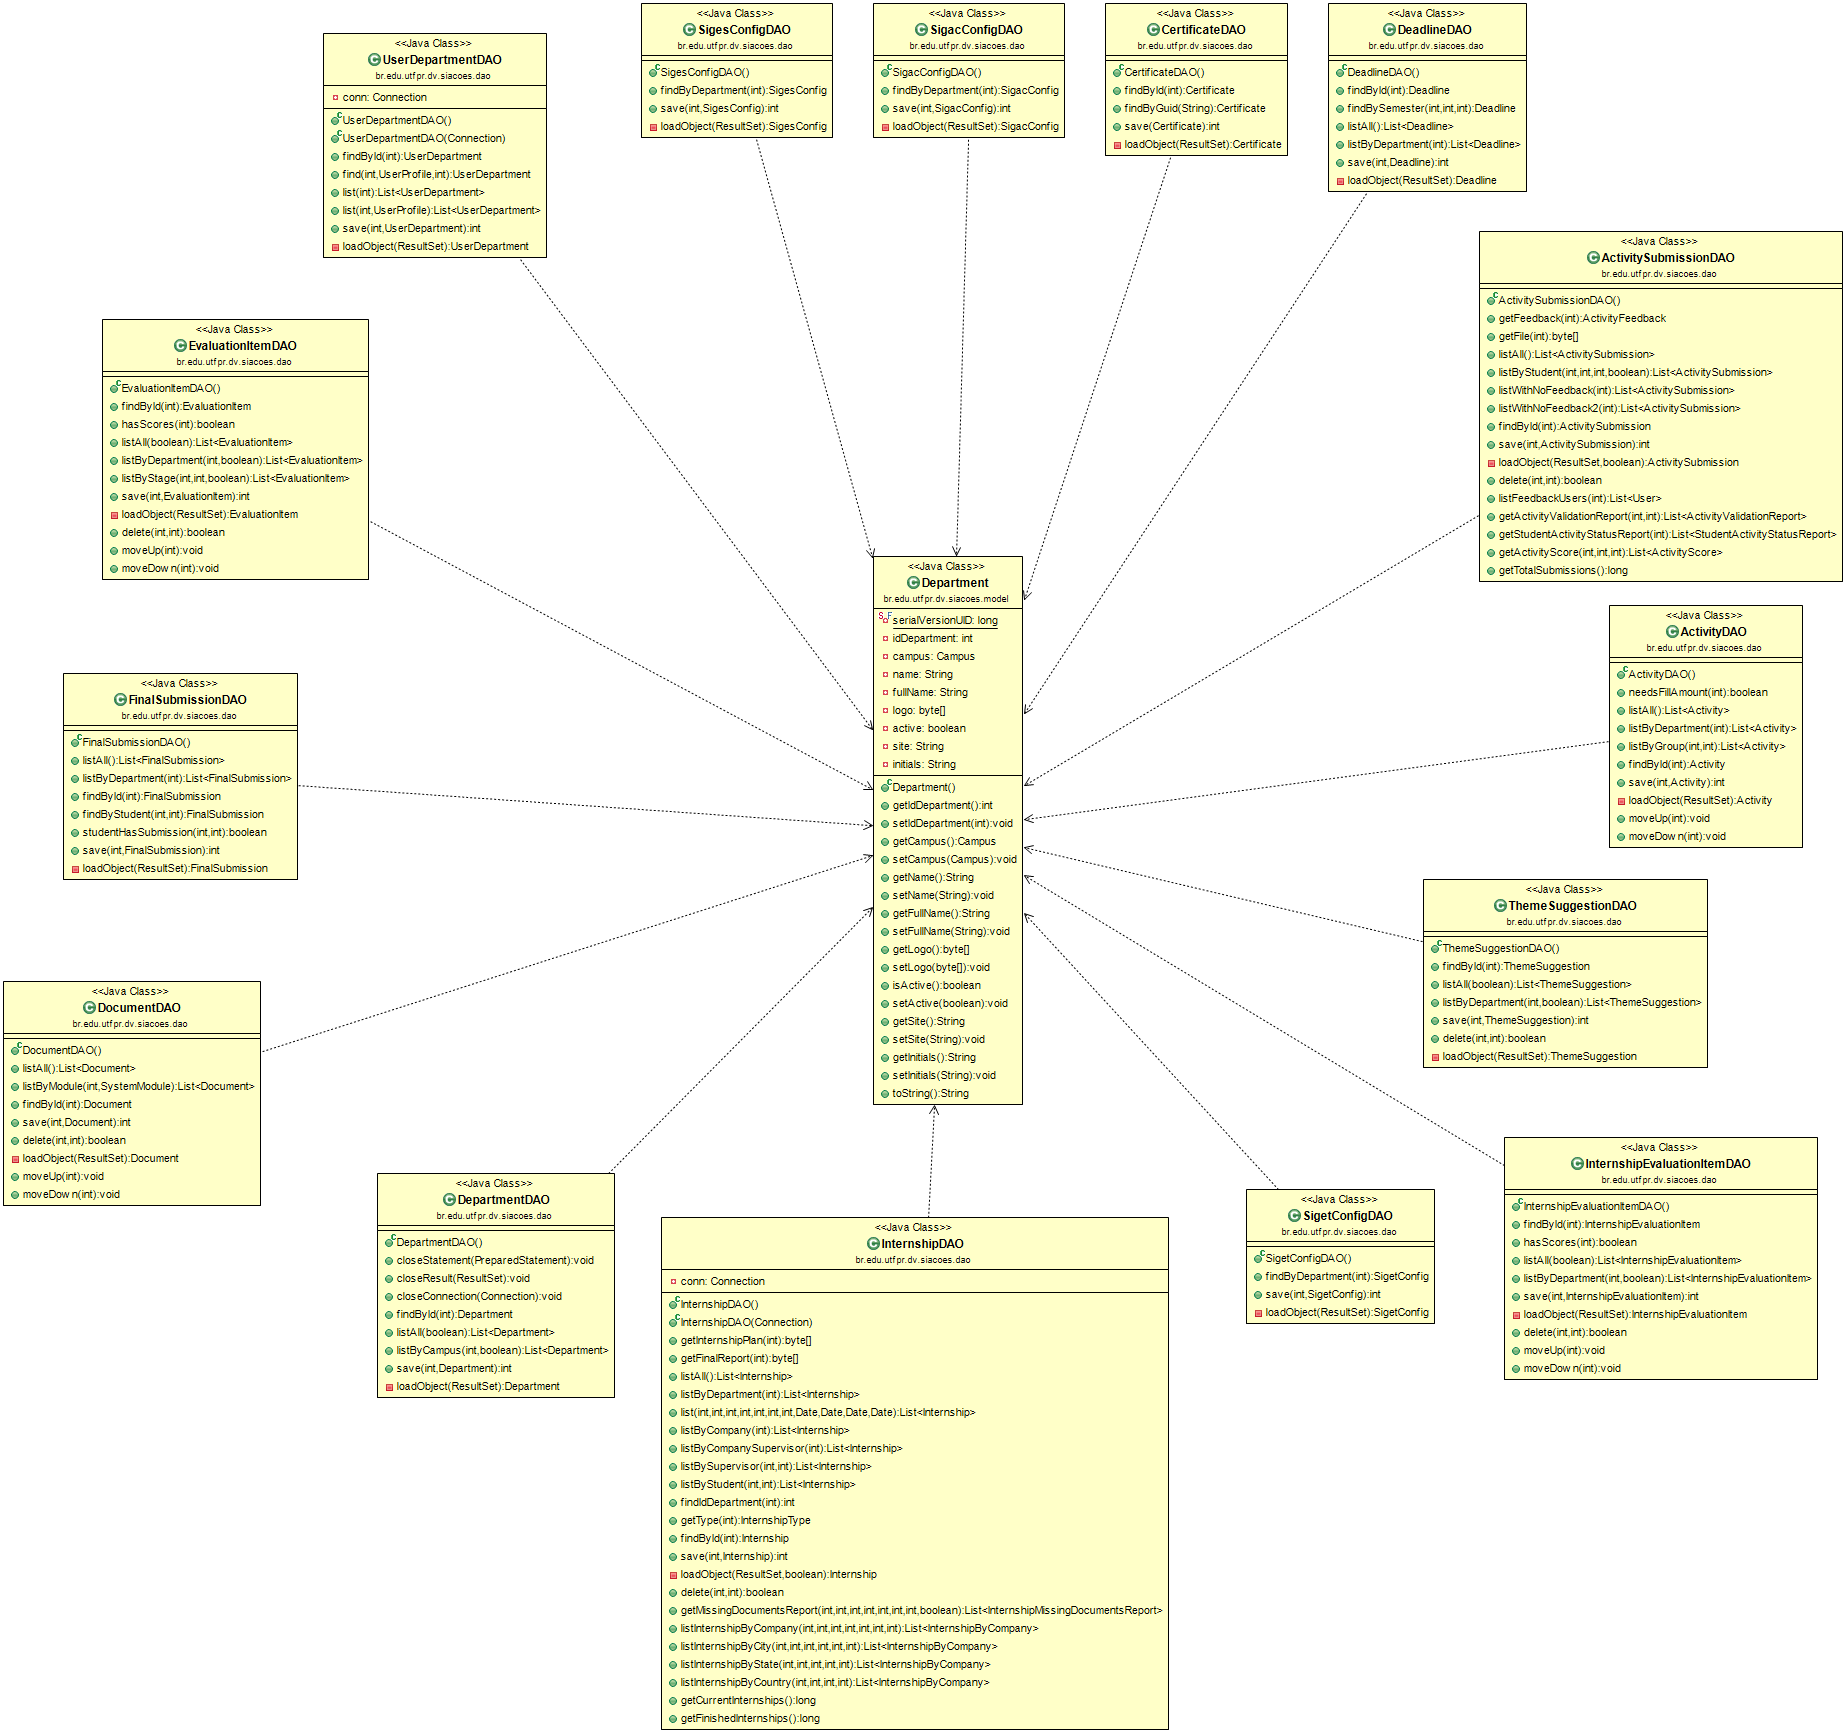 <<Java Class>>
SigesConfigDAO
br.edu.utfpr.dv.siacoes.dao
SigesConfigDAO()
findByDepartment(int):SigesConfig
save(int,SigesConfig):int
loadObject(ResultSet):SigesConfig
<<Java Class>>
SigacConfigDAO
br.edu.utfpr.dv.siacoes.dao
SigacConfigDAO()
findByDepartment(int):SigacConfig
save(int,SigacConfig):int
loadObject(ResultSet):SigacConfig
<<Java Class>>
CertificateDAO
br.edu.utfpr.dv.siacoes.dao
CertificateDAO()
findById(int):Certificate
findByGuid(String):Certificate
save(Certificate):int
loadObject(ResultSet):Certificate
<<Java Class>>
DeadlineDAO
br.edu.utfpr.dv.siacoes.dao
DeadlineDAO()
findById(int):Deadline
findBySemester(int,int,int):Deadline
listAll():List<Deadline>
listByDepartment(int):List<Deadline>
save(int,Deadline):int
loadObject(ResultSet):Deadline
<<Java Class>>
UserDepartmentDAO
br.edu.utfpr.dv.siacoes.dao
conn: Connection
UserDepartmentDAO()
UserDepartmentDAO(Connection)
findById(int):UserDepartment
find(int,UserProfile,int):UserDepartment
list(int):List<UserDepartment>
list(int,UserProfile):List<UserDepartment>
save(int,UserDepartment):int
loadObject(ResultSet):UserDepartment
<<Java Class>>
ActivitySubmissionDAO
br.edu.utfpr.dv.siacoes.dao
ActivitySubmissionDAO()
getFeedback(int):ActivityFeedback
getFile(int):byte[]
listAll():List<ActivitySubmission>
listByStudent(int,int,int,boolean):List<ActivitySubmission>
listWithNoFeedback(int):List<ActivitySubmission>
listWithNoFeedback2(int):List<ActivitySubmission>
findById(int):ActivitySubmission
save(int,ActivitySubmission):int
loadObject(ResultSet,boolean):ActivitySubmission
delete(int,int):boolean
listFeedbackUsers(int):List<User>
getActivityValidationReport(int,int):List<ActivityValidationReport>
getStudentActivityStatusReport(int):List<StudentActivityStatusReport>
getActivityScore(int,int,int):List<ActivityScore>
getTotalSubmissions():long
<<Java Class>>
EvaluationItemDAO
br.edu.utfpr.dv.siacoes.dao
EvaluationItemDAO()
findById(int):EvaluationItem
hasScores(int):boolean
listAll(boolean):List<EvaluationItem>
listByDepartment(int,boolean):List<EvaluationItem>
listByStage(int,int,boolean):List<EvaluationItem>
save(int,EvaluationItem):int
loadObject(ResultSet):EvaluationItem
delete(int,int):boolean
moveUp(int):void
moveDown(int):void
<<Java Class>>
Department
br.edu.utfpr.dv.siacoes.model
serialVersionUID: long
idDepartment: int
campus: Campus
name: String
fullName: String
logo: byte[]
active: boolean
site: String
initials: String
Department()
getIdDepartment():int
setIdDepartment(int):void
getCampus():Campus
setCampus(Campus):void
getName():String
setName(String):void
getFullName():String
setFullName(String):void
getLogo():byte[]
setLogo(byte[]):void
isActive():boolean
setActive(boolean):void
getSite():String
setSite(String):void
getInitials():String
setInitials(String):void
toString():String
<<Java Class>>
ActivityDAO
br.edu.utfpr.dv.siacoes.dao
ActivityDAO()
needsFillAmount(int):boolean
listAll():List<Activity>
listByDepartment(int):List<Activity>
listByGroup(int,int):List<Activity>
findById(int):Activity
save(int,Activity):int
loadObject(ResultSet):Activity
moveUp(int):void
moveDown(int):void
<<Java Class>>
FinalSubmissionDAO
br.edu.utfpr.dv.siacoes.dao
FinalSubmissionDAO()
listAll():List<FinalSubmission>
listByDepartment(int):List<FinalSubmission>
findById(int):FinalSubmission
findByStudent(int,int):FinalSubmission
studentHasSubmission(int,int):boolean
save(int,FinalSubmission):int
loadObject(ResultSet):FinalSubmission
<<Java Class>>
ThemeSuggestionDAO
br.edu.utfpr.dv.siacoes.dao
ThemeSuggestionDAO()
findById(int):ThemeSuggestion
listAll(boolean):List<ThemeSuggestion>
listByDepartment(int,boolean):List<ThemeSuggestion>
save(int,ThemeSuggestion):int
delete(int,int):boolean
loadObject(ResultSet):ThemeSuggestion
<<Java Class>>
DocumentDAO
br.edu.utfpr.dv.siacoes.dao
DocumentDAO()
listAll():List<Document>
listByModule(int,SystemModule):List<Document>
findById(int):Document
save(int,Document):int
delete(int,int):boolean
loadObject(ResultSet):Document
moveUp(int):void
moveDown(int):void
<<Java Class>>
DepartmentDAO
br.edu.utfpr.dv.siacoes.dao
DepartmentDAO()
closeStatement(PreparedStatement):void
closeResult(ResultSet):void
closeConnection(Connection):void
findById(int):Department
listAll(boolean):List<Department>
listByCampus(int,boolean):List<Department>
save(int,Department):int
loadObject(ResultSet):Department
<<Java Class>>
InternshipDAO
br.edu.utfpr.dv.siacoes.dao
conn: Connection
InternshipDAO()
InternshipDAO(Connection)
getInternshipPlan(int):byte[]
getFinalReport(int):byte[]
listAll():List<Internship>
listByDepartment(int):List<Internship>
list(int,int,int,int,int,int,int,Date,Date,Date,Date):List<Internship>
listByCompany(int):List<Internship>
listByCompanySupervisor(int):List<Internship>
listBySupervisor(int,int):List<Internship>
listByStudent(int,int):List<Internship>
findIdDepartment(int):int
getType(int):InternshipType
findById(int):Internship
save(int,Internship):int
loadObject(ResultSet,boolean):Internship
delete(int,int):boolean
getMissingDocumentsReport(int,int,int,int,int,int,int,boolean):List<InternshipMissingDocumentsReport>
listInternshipByCompany(int,int,int,int,int,int,int):List<InternshipByCompany>
listInternshipByCity(int,int,int,int,int,int):List<InternshipByCompany>
listInternshipByState(int,int,int,int,int):List<InternshipByCompany>
listInternshipByCountry(int,int,int,int):List<InternshipByCompany>
getCurrentInternships():long
getFinishedInternships():long
<<Java Class>>
SigetConfigDAO
br.edu.utfpr.dv.siacoes.dao
SigetConfigDAO()
findByDepartment(int):SigetConfig
save(int,SigetConfig):int
loadObject(ResultSet):SigetConfig
<<Java Class>>
InternshipEvaluationItemDAO
br.edu.utfpr.dv.siacoes.dao
InternshipEvaluationItemDAO()
findById(int):InternshipEvaluationItem
hasScores(int):boolean
listAll(boolean):List<InternshipEvaluationItem>
listByDepartment(int,boolean):List<InternshipEvaluationItem>
save(int,InternshipEvaluationItem):int
loadObject(ResultSet):InternshipEvaluationItem
delete(int,int):boolean
moveUp(int):void
moveDown(int):void